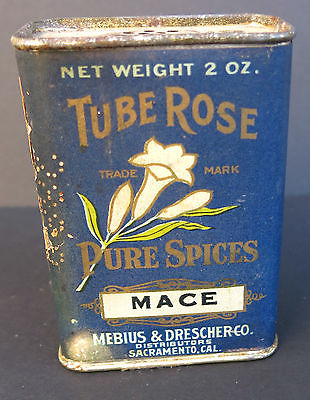 NET WEIGHT 2 OZ.
TUBE ROSE
TRADE MARK
PURE SPICES
MACE
MEBIUS & DRESCHER-CO.
DISTRIBUTORS
SACRAMENTO, CAL.